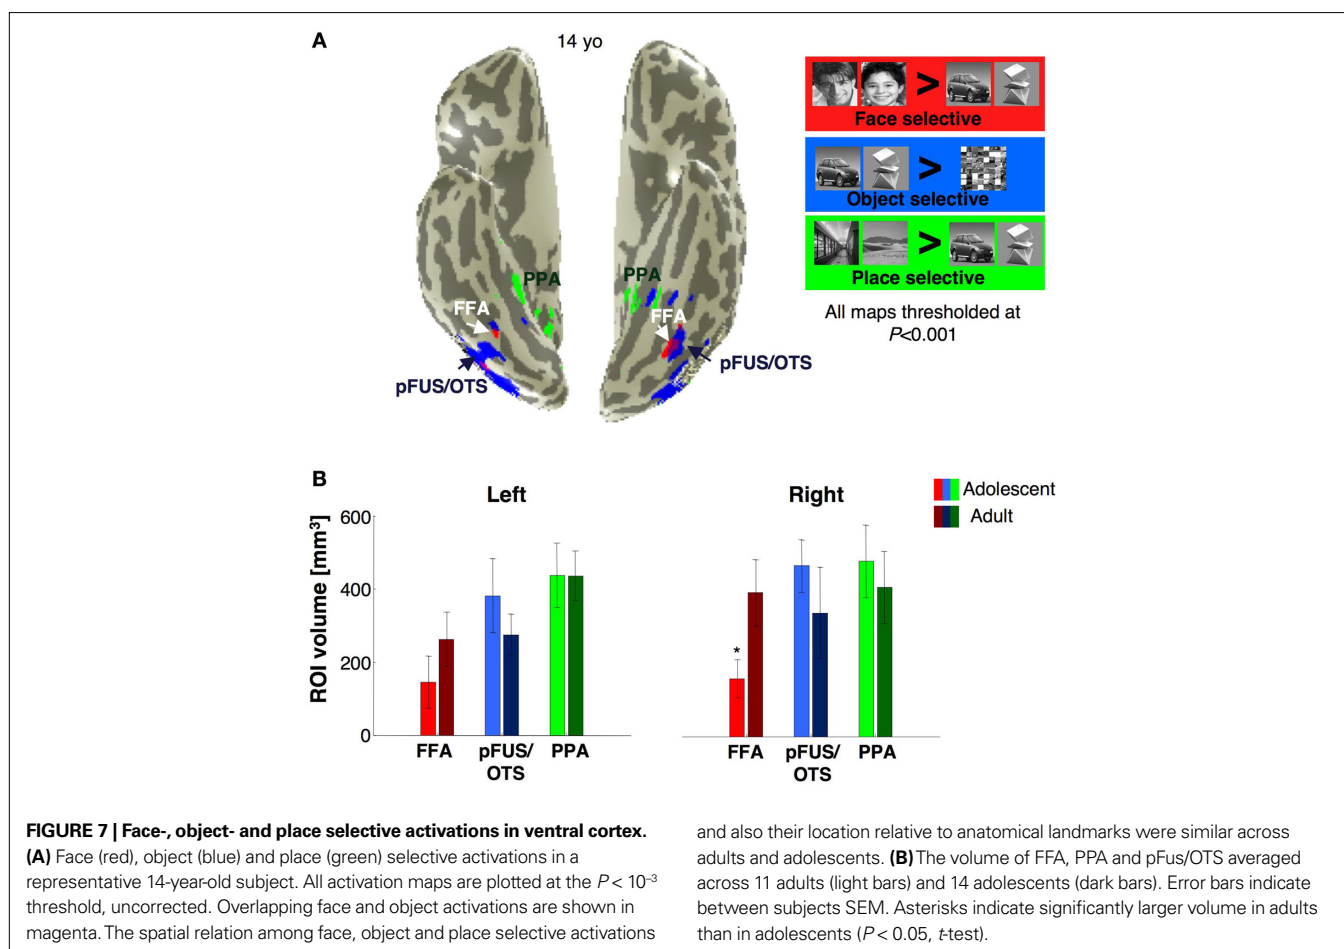 A
14 yo
Face selective
Object selective
Place selective
All maps thresholded at
P<0.001
PPA
PPA
FFA
FFA
pFUS/OTS
pFUS/OTS
B
Left
Right
Adolescent
Adult
ROI volume [mm³]
600
400
200
0
FFA
pFUS/
OTS
PPA
*
FFA
pFUS/
OTS
PPA
FIGURE 7 | Face-, object- and place selective activations in ventral cortex.
(A) Face (red), object (blue) and place (green) selective activations in a
representative 14-year-old subject. All activation maps are plotted at the P < 10⁻³
threshold, uncorrected. Overlapping face and object activations are shown in
magenta. The spatial relation among face, object and place selective activations
and also their location relative to anatomical landmarks were similar across
adults and adolescents. (B) The volume of FFA, PPA and pFus/OTS averaged
across 11 adults (light bars) and 14 adolescents (dark bars). Error bars indicate
between subjects SEM. Asterisks indicate significantly larger volume in adults
than in adolescents (P < 0.05, t-test).